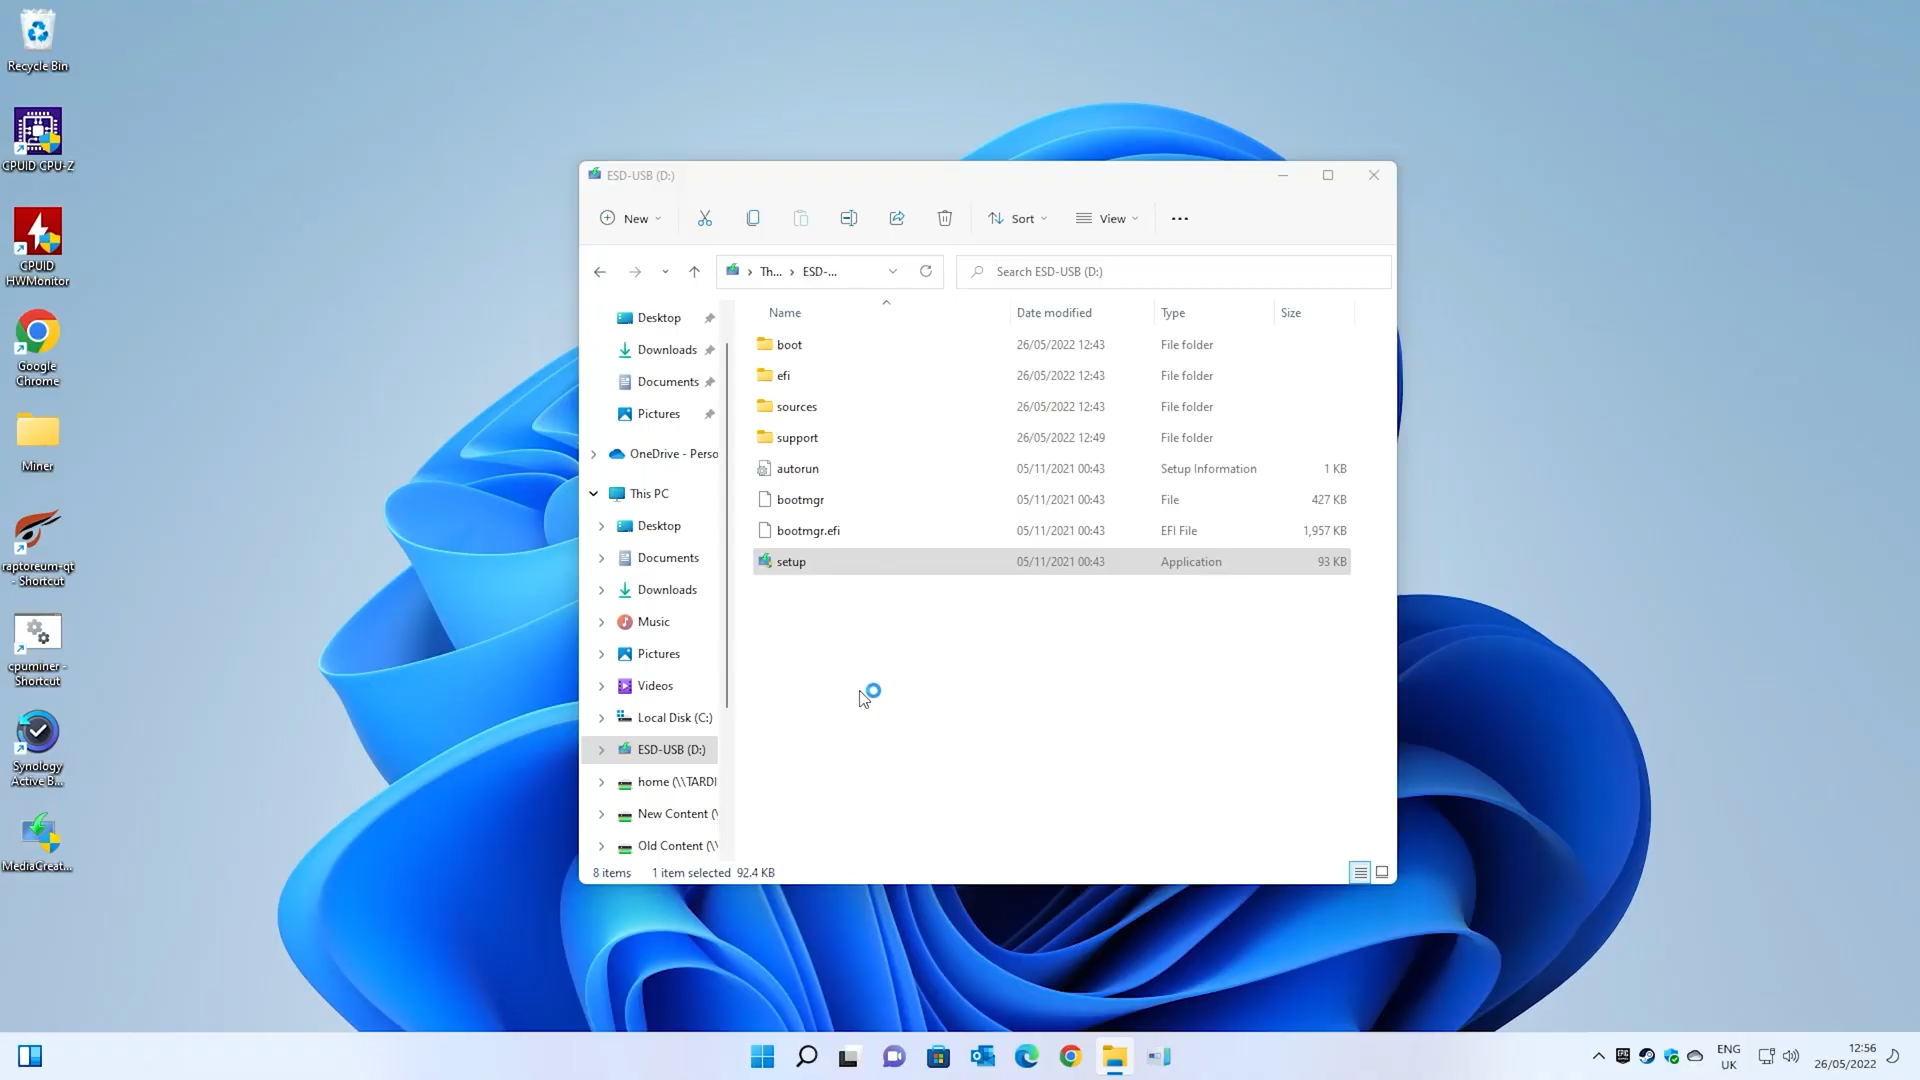 Recycle Bin
CPUID CPU-Z
CPUID
HWMonitor
Google
Chrome
Miner
raptoreum-qt
- Shortcut
cpuminer -
Shortcut
Synology
Active B...
MediaCreat...
ESD-USB (D:)
New
Sort
View
Th...
ESD-...
Search ESD-USB (D:)
Desktop
Downloads
Documents
Pictures
OneDrive - Perso
This PC
Desktop
Documents
Downloads
Music
Pictures
Videos
Local Disk (C:)
ESD-USB (D:)
home (\\TARDI
New Content (\
Old Content (\\
Name Date modified Type Size
boot 26/05/2022 12:43 File folder
efi 26/05/2022 12:43 File folder
sources 26/05/2022 12:43 File folder
support 26/05/2022 12:49 File folder
autorun 05/11/2021 00:43 Setup Information 1 KB
bootmgr 05/11/2021 00:43 File 427 KB
bootmgr.efi 05/11/2021 00:43 EFI File 1,957 KB
setup 05/11/2021 00:43 Application 93 KB
8 items 1 item selected 92.4 KB
EPIC
ENG
UK
12:56
26/05/2022